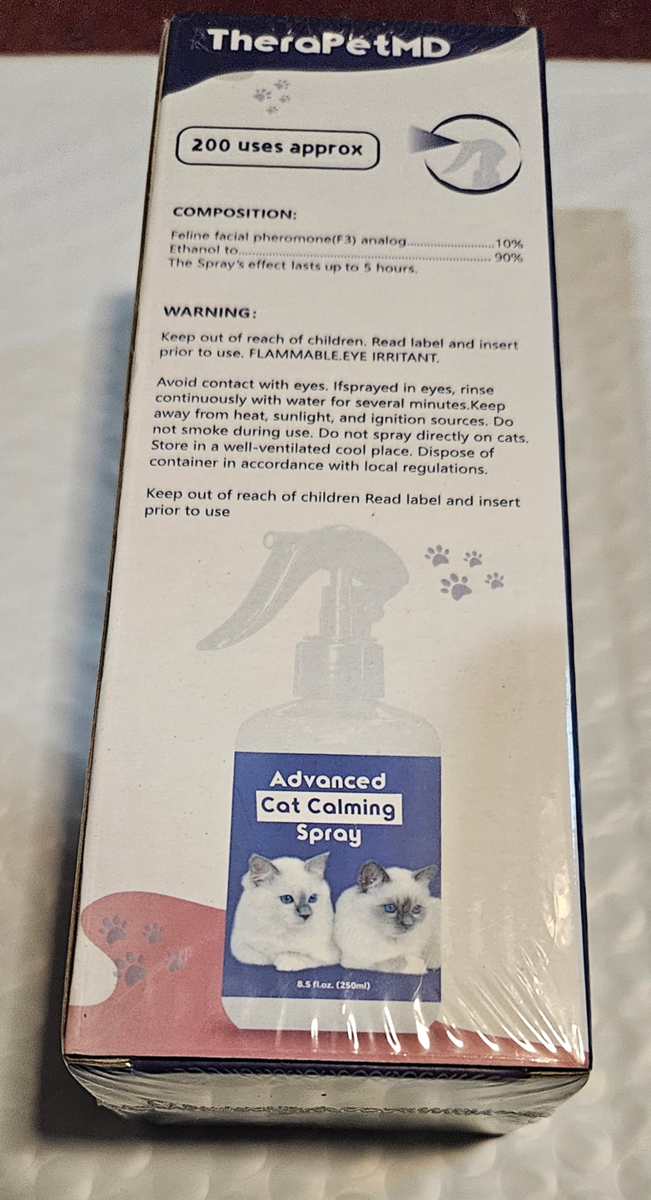 TheraPetMD
200 uses approx
COMPOSITION:
Feline facial pheromone(F3) analog........................10%
Ethanol to............................................................... 90%
The Spray's effect lasts up to 5 hours.
WARNING:
Keep out of reach of children. Read label and insert
prior to use. FLAMMABLE.EYE IRRITANT.
Avoid contact with eyes. Ifsprayed in eyes, rinse
continuously with water for several minutes.Keep
away from heat, sunlight, and ignition sources. Do
not smoke during use. Do not spray directly on cats.
Store in a well-ventilated cool place. Dispose of
container in accordance with local regulations.
Keep out of reach of children Read label and insert
prior to use
Advanced
Cat Calming
Spray
8.5 fl.oz. (250ml)